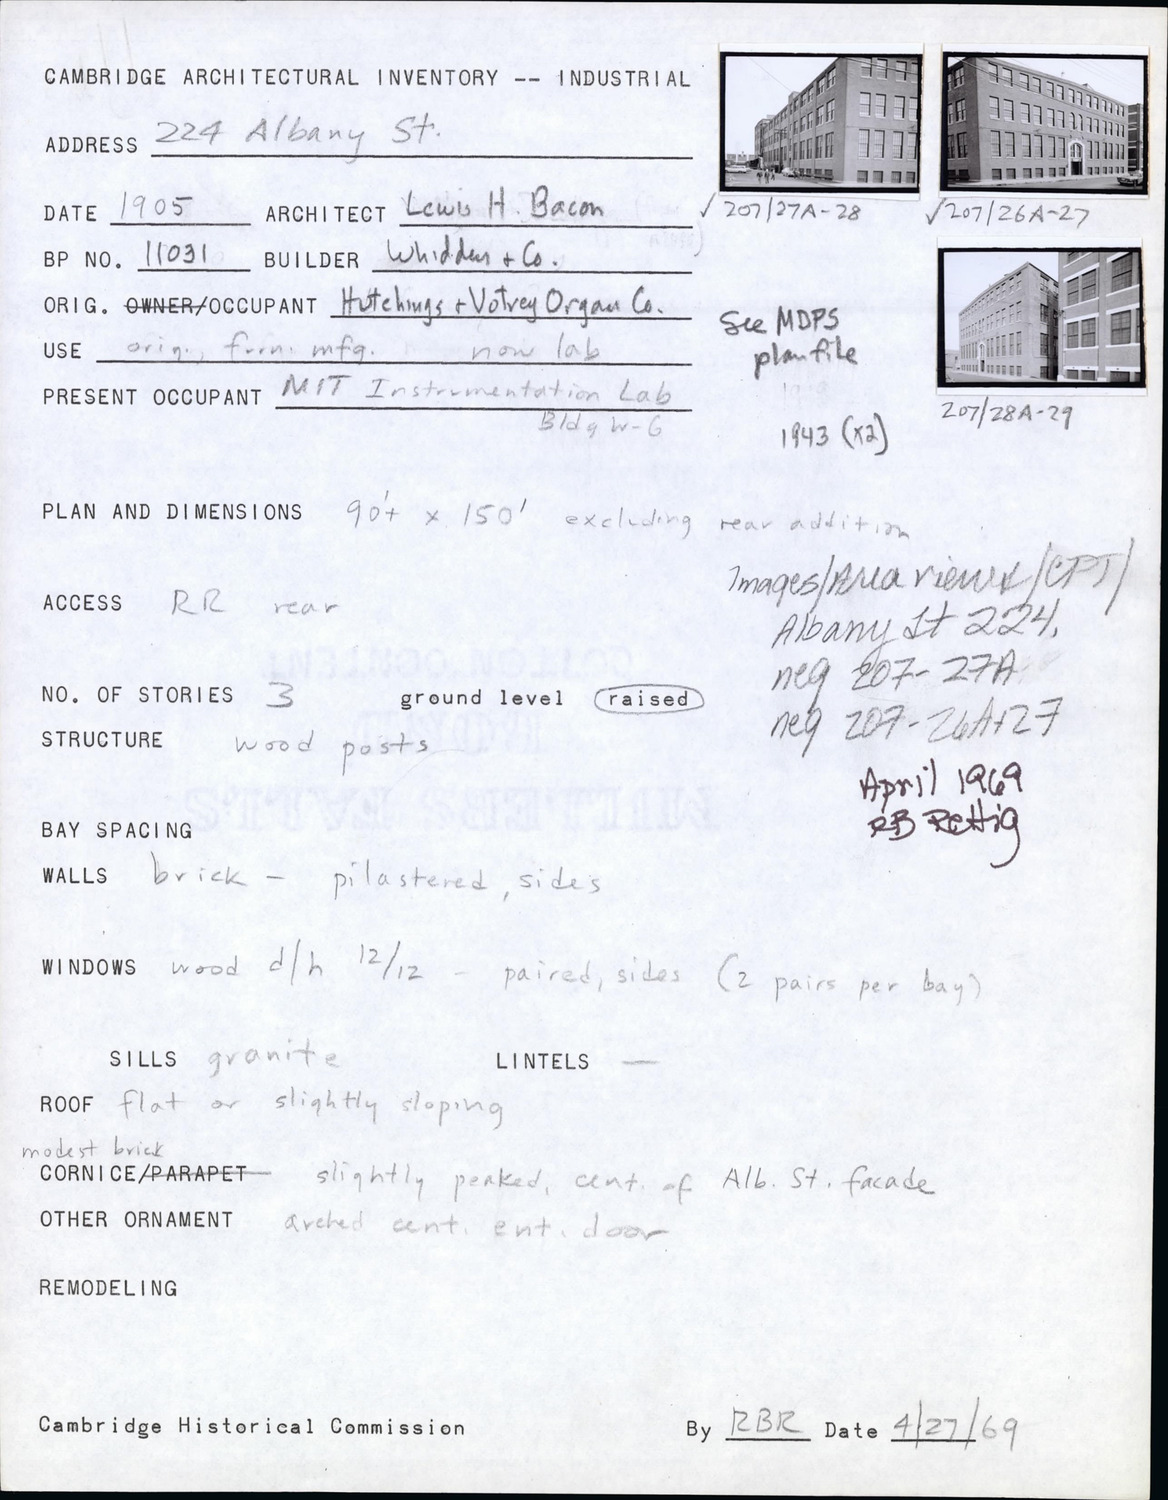 CAMBRIDGE ARCHITECTURAL INVENTORY -- INDUSTRIAL
ADDRESS 224 Albany St.
DATE 1905 ARCHITECT Lewis H. Bacon
BP NO. 11031 BUILDER Whidden + Co.
ORIG. OWNER/OCCUPANT Hutchings + Votey Organ Co.
USE orig., furn. mfg. now lab
PRESENT OCCUPANT MIT Instrumentation Lab
Bldg W-6
√ 207/27A-28
√207/26A-27
207/28A-29
See MDPS
planfile
1943 (x2)
PLAN AND DIMENSIONS 90'± x 150' excluding rear addition
Images/Area views/CPT/
Albany St 224.
neg 207-27A
neg 207-26A+27
April 1969
RB Rettig
ACCESS RR rear
NO. OF STORIES 3 ground level raised
STRUCTURE wood posts
BAY SPACING
WALLS brick - pilastered, sides
WINDOWS wood d/h 12/12 - paired, sides (2 pairs per bay)
SILLS granite LINTELS —
ROOF flat or slightly sloping
modest brick
CORNICE/PARAPET slightly peaked, cent. of Alb. St. facade
OTHER ORNAMENT arched cent. ent. door
REMODELING
Cambridge Historical Commission By RBR Date 4/27/69